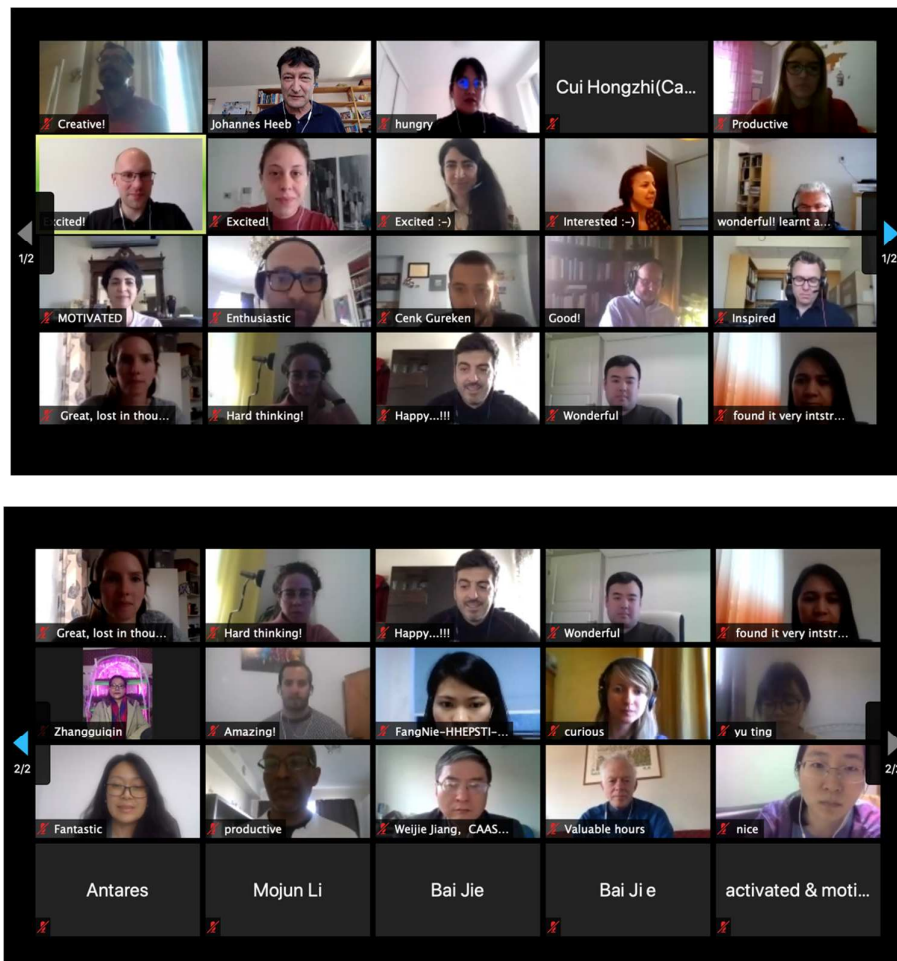 Cui Hongzhi(Ca...
Creative!
Johannes Heeb
hungry
Productive
Excited!
Excited!
Excited :-)
Interested :-)
wonderful! learnt a...
1/2
1/2
MOTIVATED
Enthusiastic
Cenk Gureken
Good!
Inspired
Great, lost in thou...
Hard thinking!
Happy...!!!
Wonderful
found it very intstr...
Great, lost in thou...
Hard thinking!
Happy...!!!
Wonderful
found it very intstr...
Zhangguiqin
Amazing!
FangNie-HHEPSTI-...
curious
yu ting
2/2
2/
Fantastic
productive
Weijie Jiang, CAAS...
Valuable hours
nice
Antares
Mojun Li
Bai Jie
Bai Ji e
activated & moti...